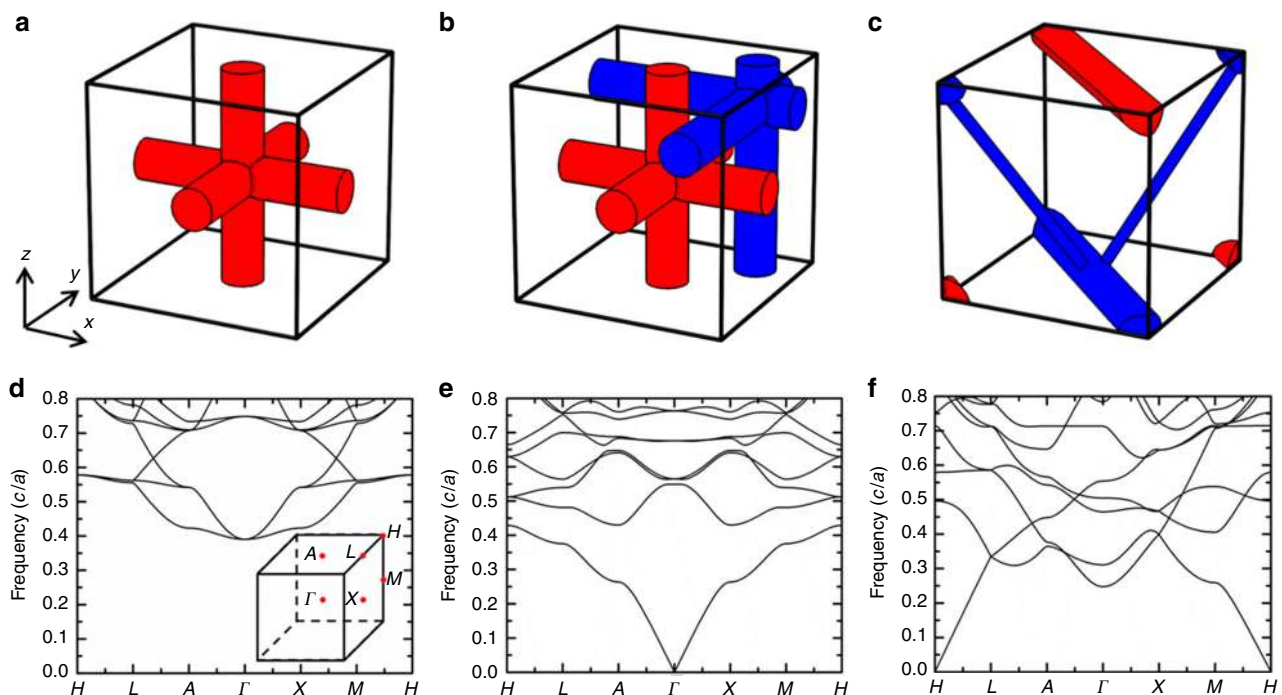 a
b
c
z
y
x
d
e
f
0.8 0.8 0.8
0.7 0.7 0.7
0.6 0.6 0.6
0.5 0.5 0.5
0.4 0.4 0.4
0.3 0.3 0.3
0.2 0.2 0.2
0.1 0.1 0.1
0.0 0.0 0.0
Frequency (c/a)
Frequency (c/a)
Frequency (c/a)
H
A L
M
Γ X
H L A Γ X M H
H L A Γ X M H
H L A Γ X M H